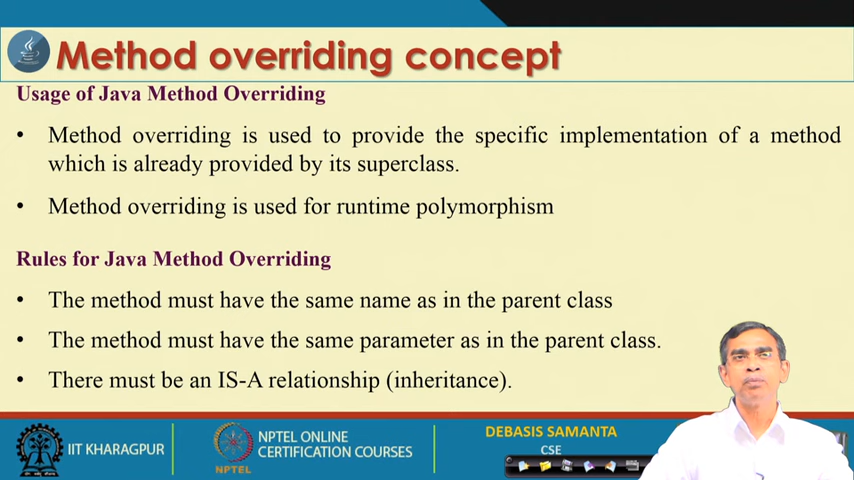 Method overriding concept
Usage of Java Method Overriding
• Method overriding is used to provide the specific implementation of a method
which is already provided by its superclass.
• Method overriding is used for runtime polymorphism
Rules for Java Method Overriding
• The method must have the same name as in the parent class
• The method must have the same parameter as in the parent class.
• There must be an IS-A relationship (inheritance).
IIT KHARAGPUR
NPTEL
NPTEL ONLINE
CERTIFICATION COURSES
DEBASIS SAMANTA
CSE